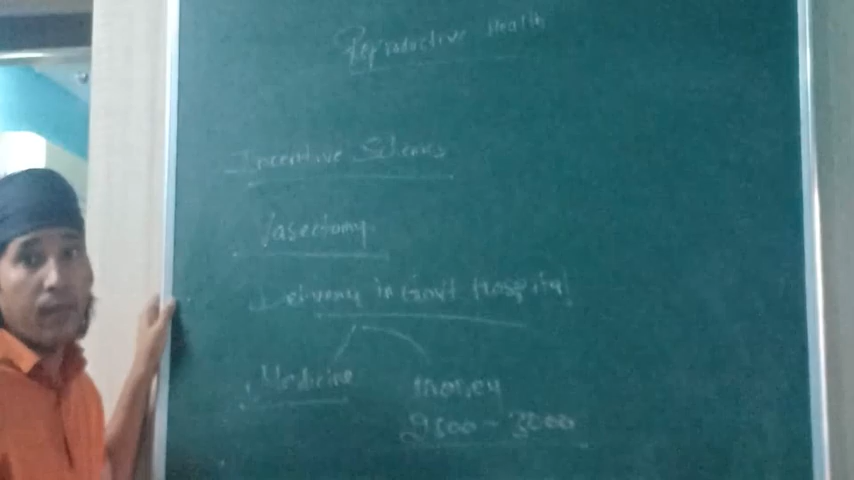 Reproductive Health
Incentive Schemes
Vasectomy
Delivery in Govt Hospital
Medicine money
2000 - 3000